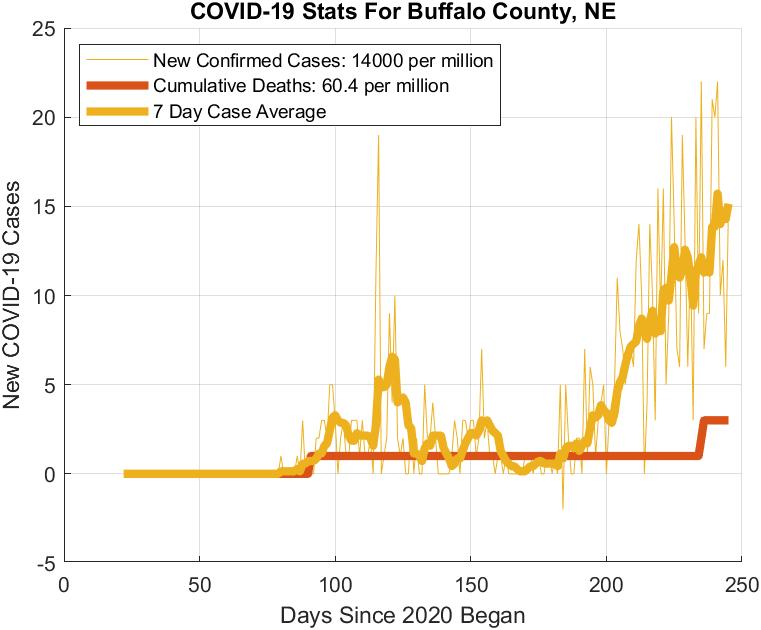 COVID-19 Stats For Buffalo County, NE
25
20
15
10
5
0
-5
New COVID-19 Cases
New Confirmed Cases: 14000 per million
Cumulative Deaths: 60.4 per million
7 Day Case Average
0 50 100 150 200 250
Days Since 2020 Began